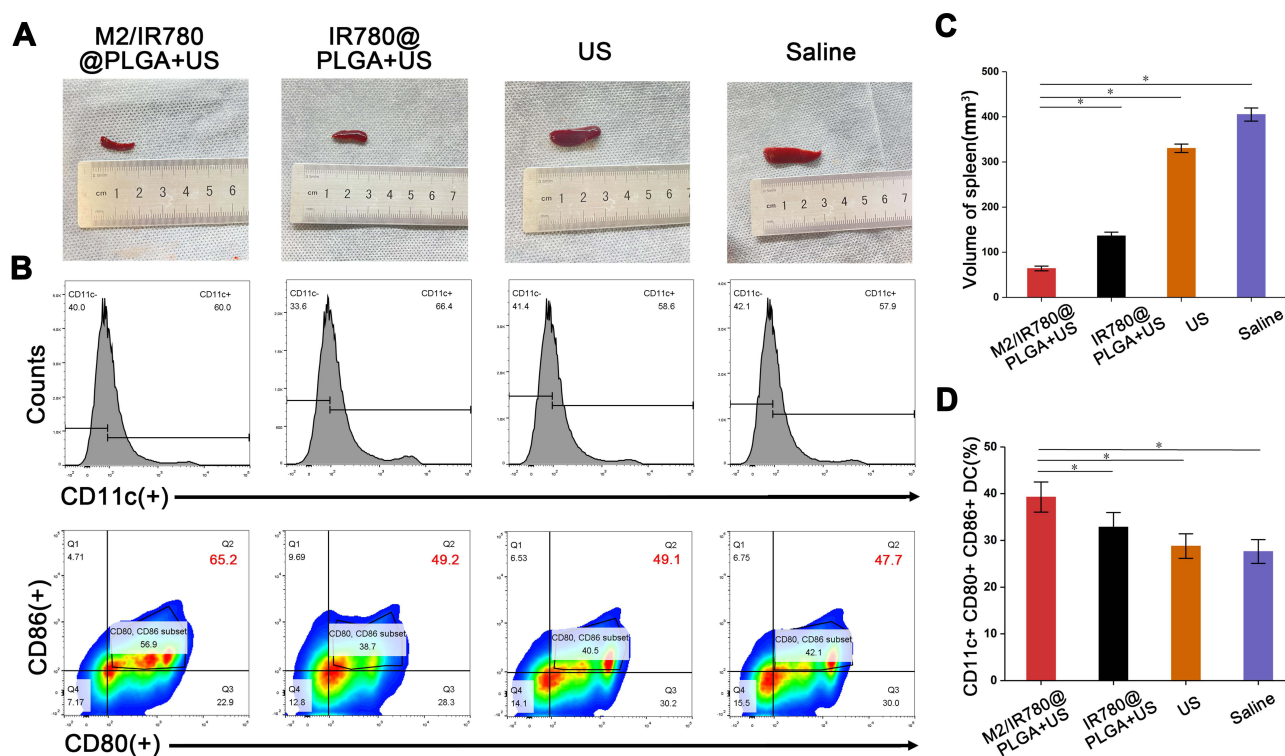 A
M2/IR780
@PLGA+US
IR780@
PLGA+US
US
Saline
cm 1 2 3 4 5 6
cm 1 2 3 4 5 6 7
cm 1 2 3 4 5 6 7
cm 1 2 3 4 5 6 7
B
Counts
CD11c-
40.0
CD11c+
60.0
CD11c-
33.6
CD11c+
66.4
CD11c-
41.4
CD11c+
58.6
CD11c-
42.1
CD11c+
57.9
CD11c(+)
CD86(+)
Q1
4.71
Q2
65.2
CD80, CD86 subset
56.9
Q4
7.17
Q3
22.9
Q1
9.69
Q2
49.2
CD80, CD86 subset
38.7
Q4
12.8
Q3
28.3
Q1
6.53
Q2
49.1
CD80, CD86 subset
40.5
Q4
14.1
Q3
30.2
Q1
6.75
Q2
47.7
CD80, CD86 subset
42.1
Q4
15.5
Q3
30.0
CD80(+)
C
Volume of spleen(mm³)
500
400
300
200
100
0
*
*
*
M2/IR780@
PLGA+US
IR780@
PLGA+US
US
Saline
D
CD11c+ CD80+ CD86+ DC(%)
50
40
30
20
10
0
*
*
*
M2/IR780@
PLGA+US
IR780@
PLGA+US
US
Saline